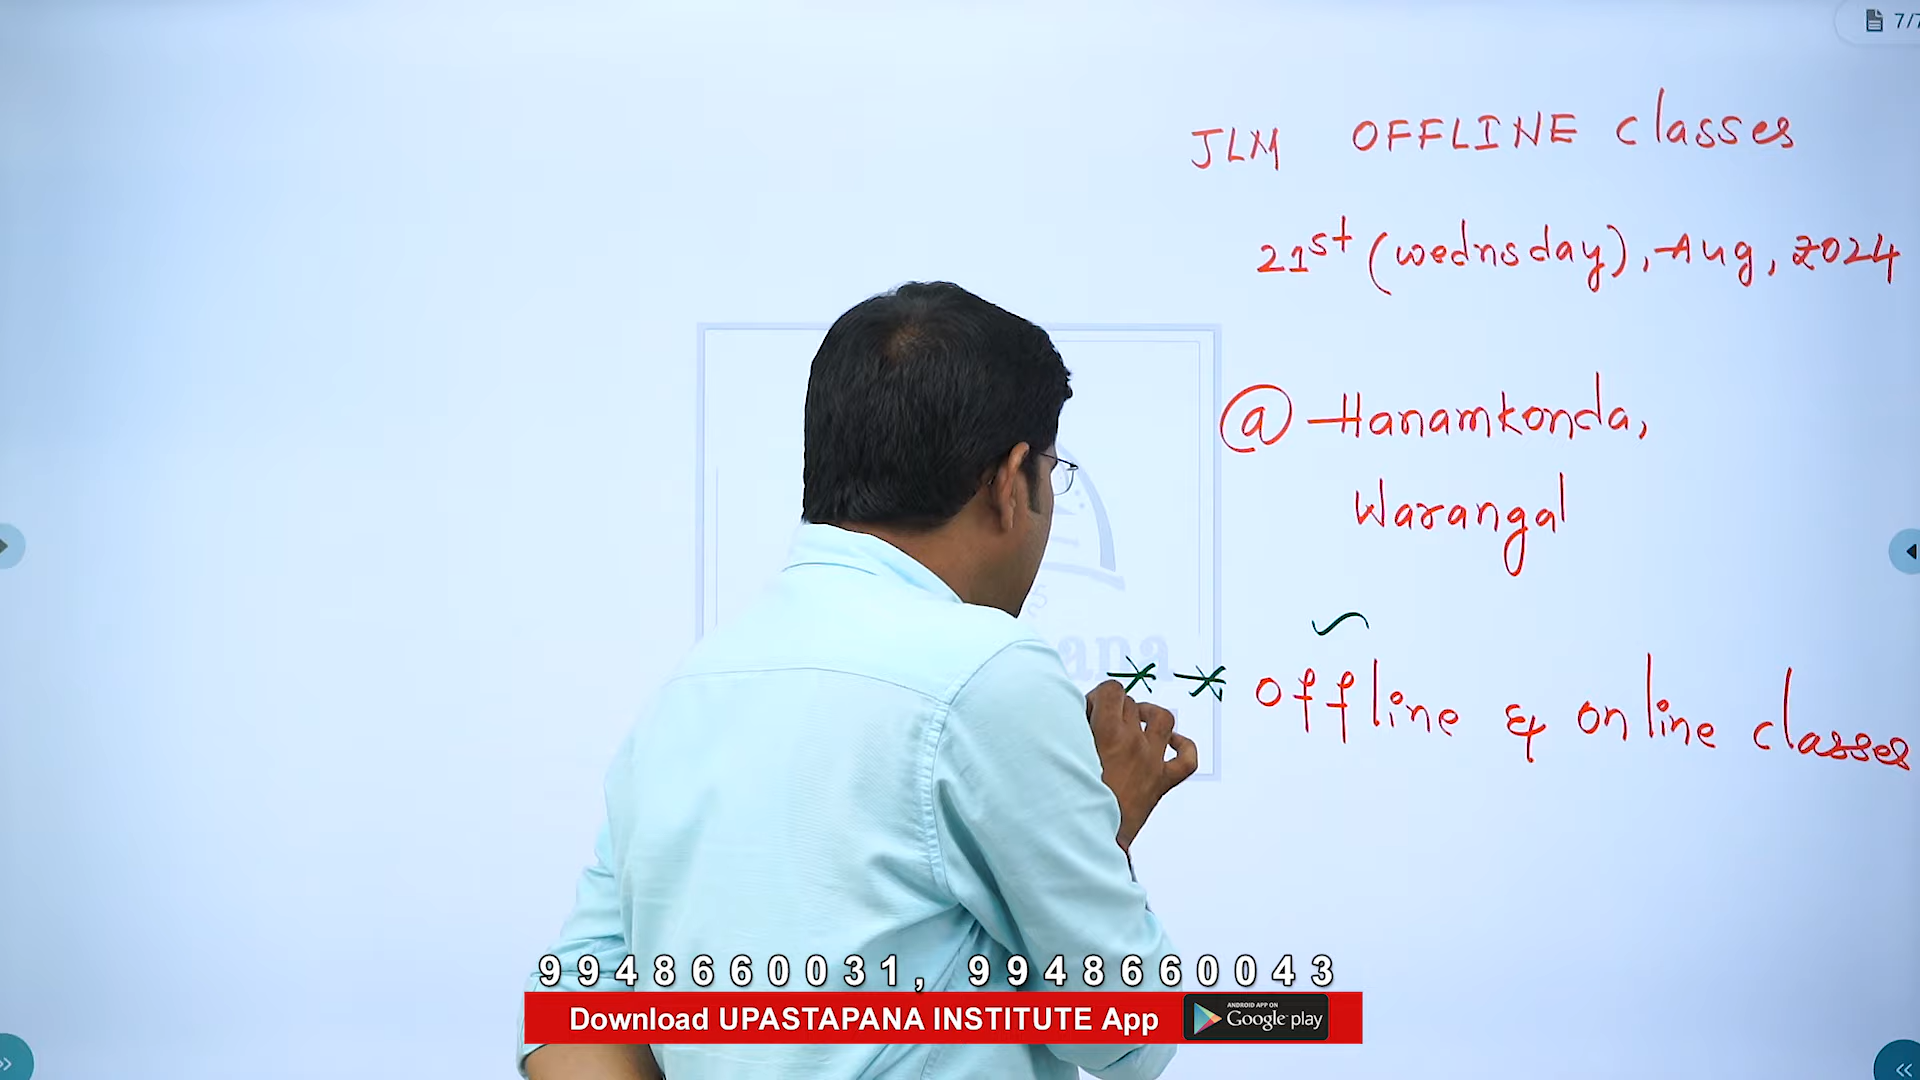 7/7
JLM OFFLINE classes
21st (wednsday), Aug, 2024
@ Hanamkonda,
Warangal
** offline & online classes
9948660031, 9948660043
Download UPASTAPANA INSTITUTE App
ANDROID APP ON
Google play